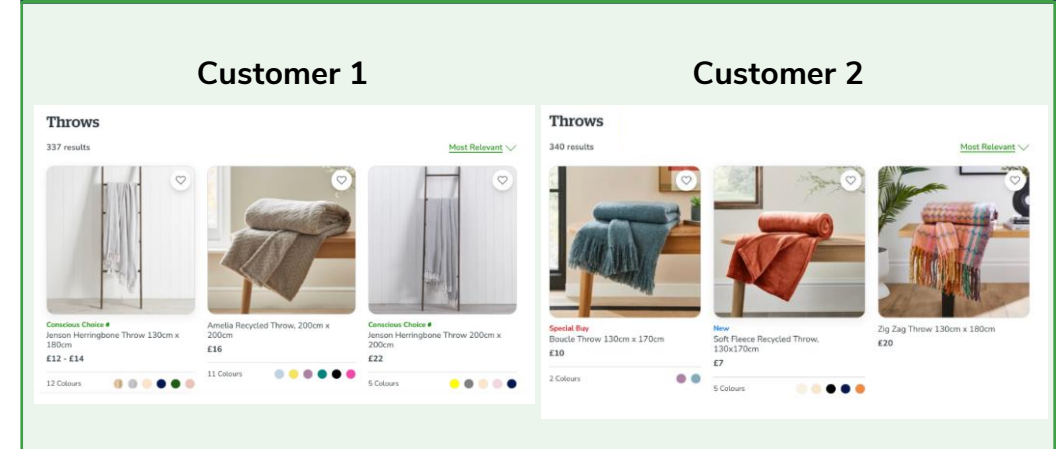 Customer 1
Throws
337 results
Most Relevant
Conscious Choice #
Jenson Herringbone Throw 130cm x
180cm
£12 - £14
12 Colours
Amelia Recycled Throw, 200cm x
200cm
£16
11 Colours
Conscious Choice #
Jenson Herringbone Throw 200cm x
200cm
£22
5 Colours
Customer 2
Throws
340 results
Most Relevant
Special Buy
Boucle Throw 130cm x 170cm
£10
2 Colours
New
Soft Fleece Recycled Throw,
130x170cm
£7
5 Colours
Zig Zag Throw 130cm x 180cm
£20